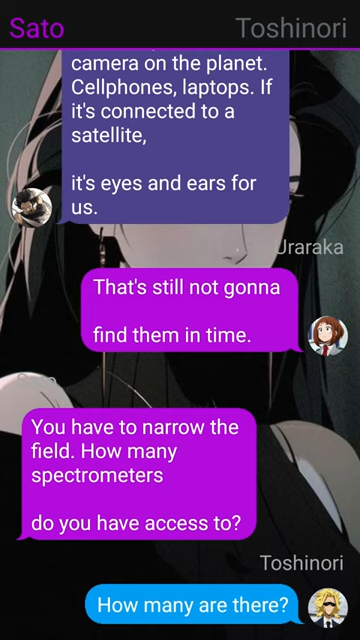 Sato
Toshinori
camera on the planet.
Cellphones, laptops. If
it's connected to a
satellite,
it's eyes and ears for
us.
Uraraka
That's still not gonna
find them in time.
You have to narrow the
field. How many
spectrometers
do you have access to?
Toshinori
How many are there?